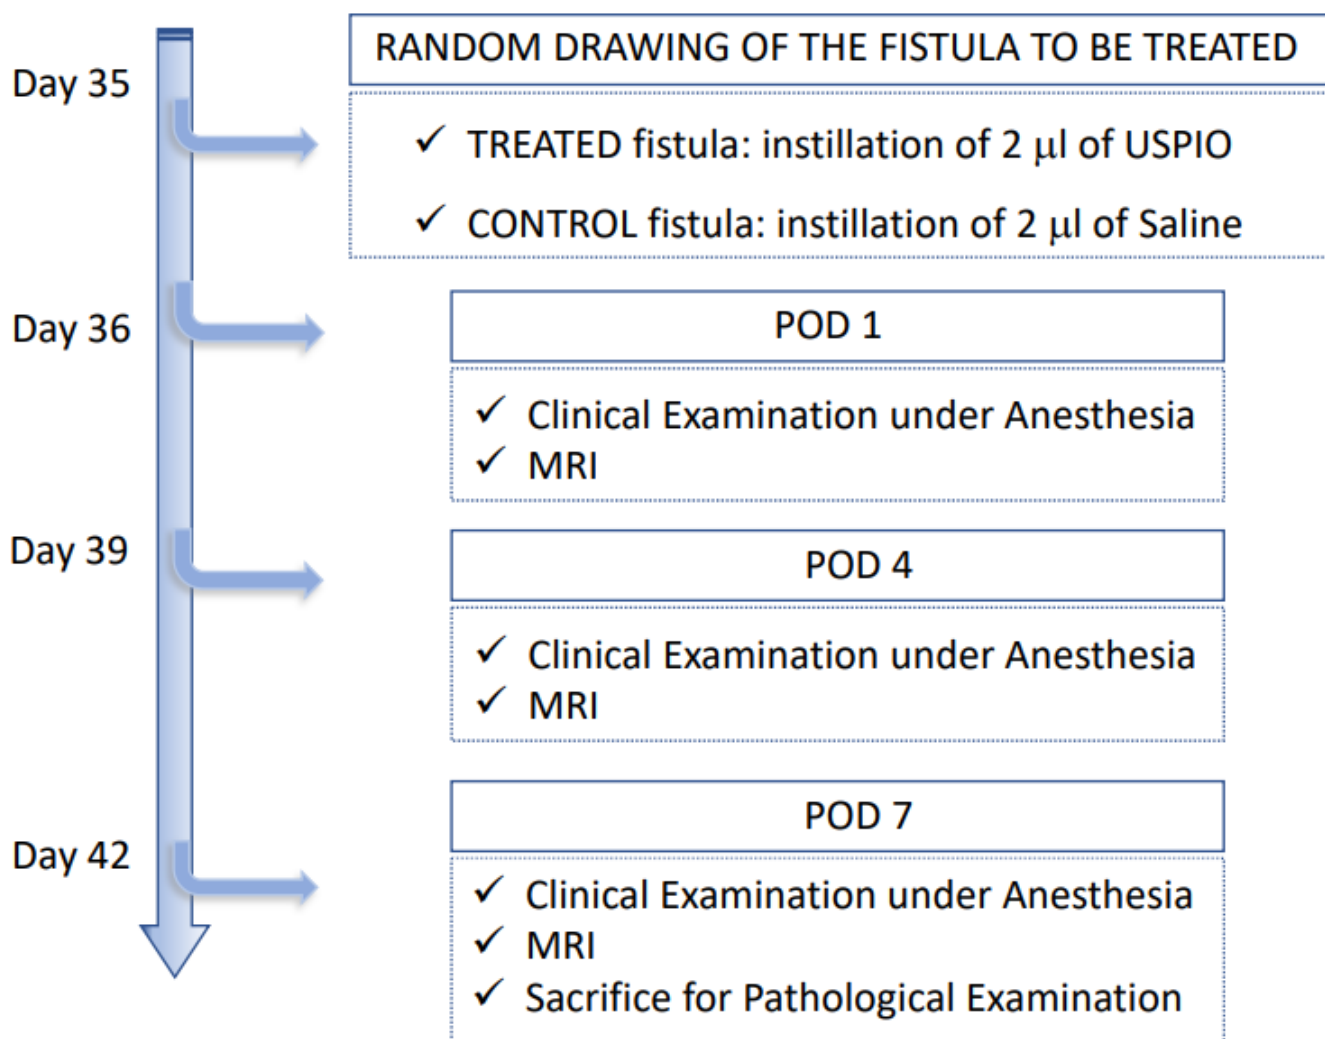 Day 35
RANDOM DRAWING OF THE FISTULA TO BE TREATED
✓ TREATED fistula: instillation of 2 µl of USPIO
✓ CONTROL fistula: instillation of 2 µl of Saline
Day 36
POD 1
✓ Clinical Examination under Anesthesia
✓ MRI
Day 39
POD 4
✓ Clinical Examination under Anesthesia
✓ MRI
Day 42
POD 7
✓ Clinical Examination under Anesthesia
✓ MRI
✓ Sacrifice for Pathological Examination